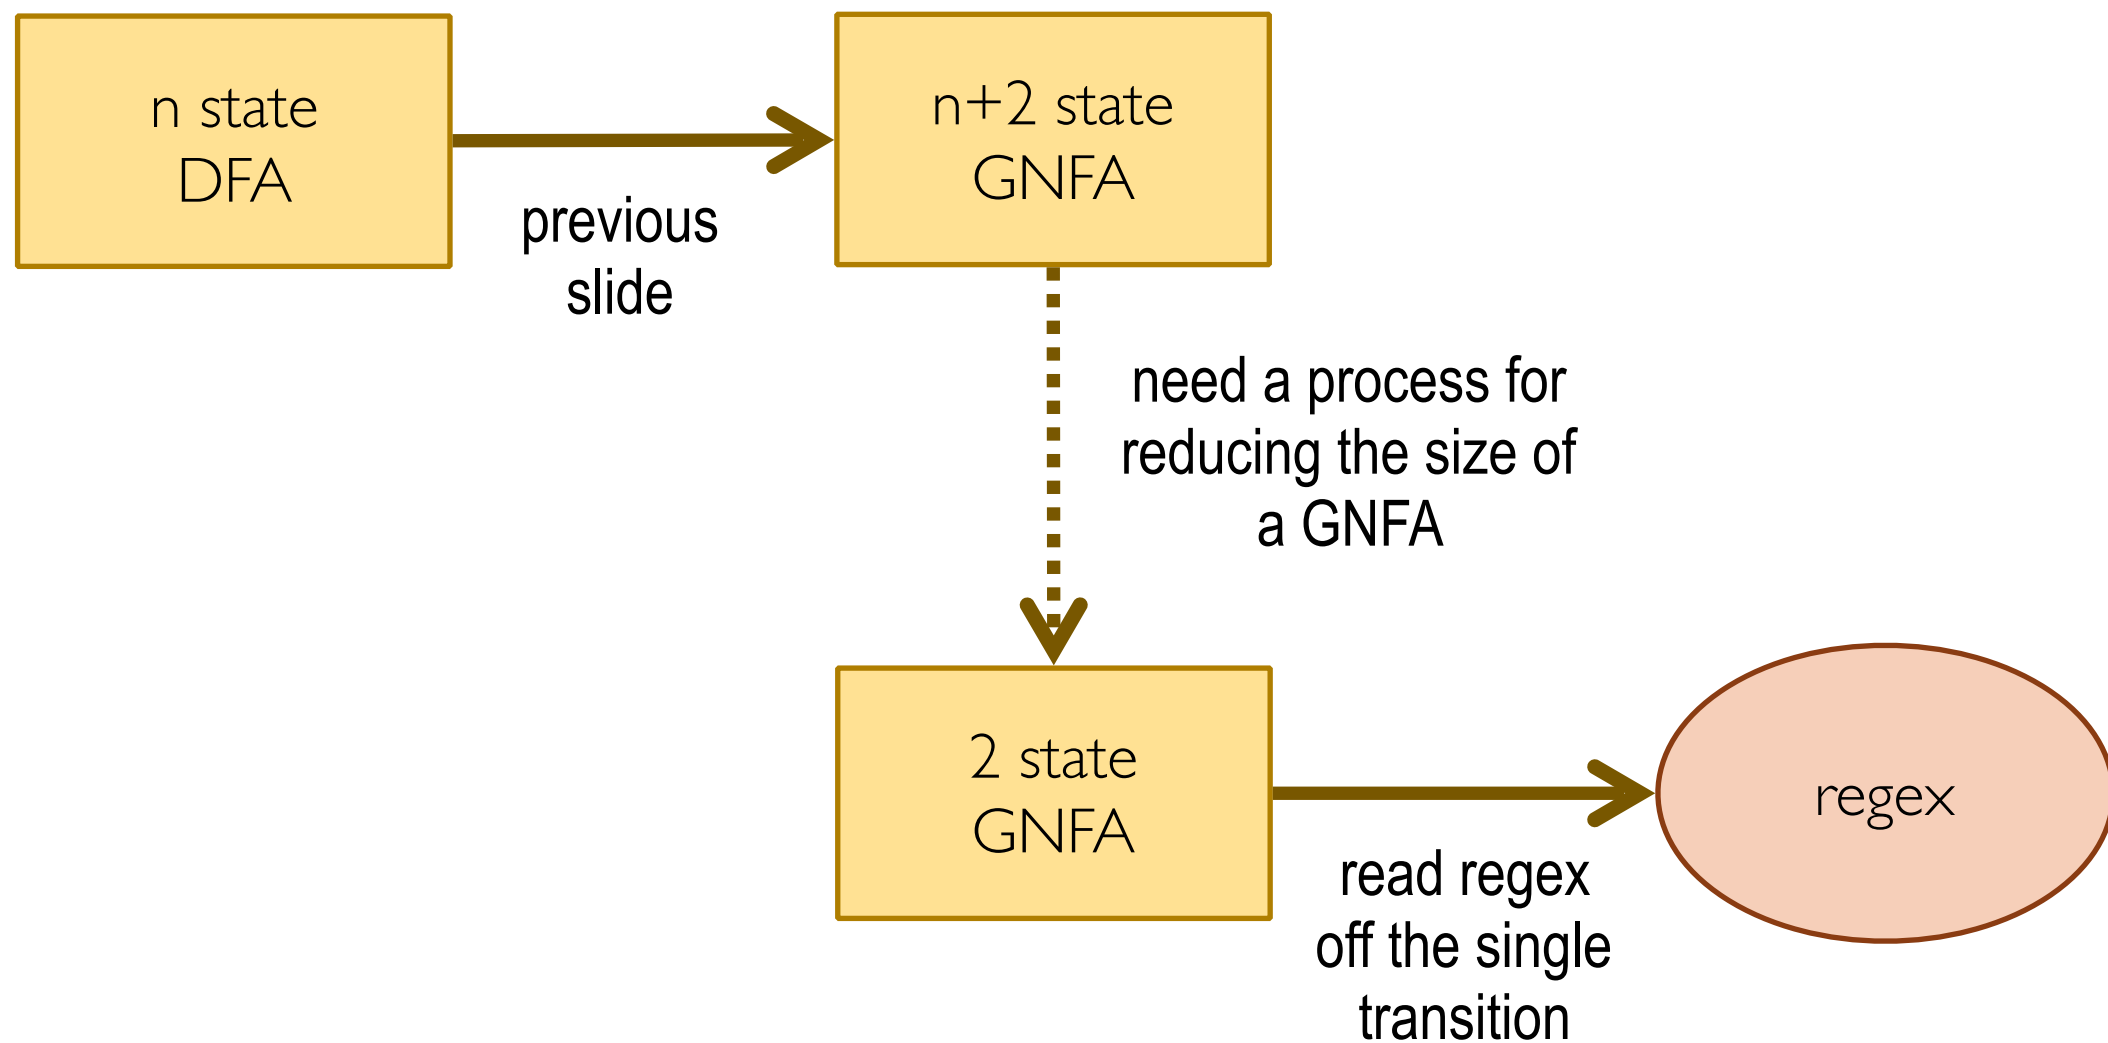 n state
DFA
previous
slide
n+2 state
GNFA
need a process for
reducing the size of
a GNFA
2 state
GNFA
read regex
off the single
transition
regex